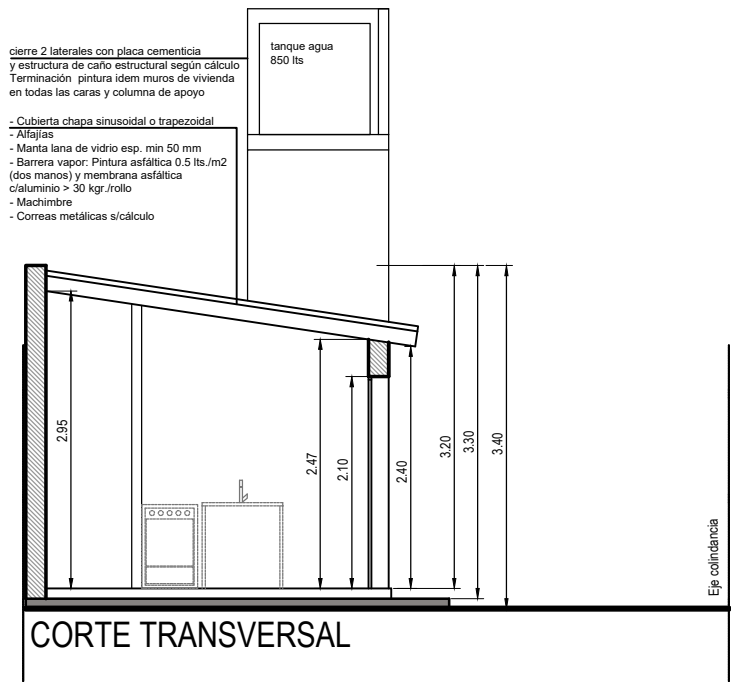 cierre 2 laterales con placa cementicia
y estructura de caño estructural según cálculo
Terminación pintura idem muros de vivienda
en todas las caras y columna de apoyo
- Cubierta chapa sinusoidal o trapezoidal
- Alfajías
- Manta lana de vidrio esp. min 50 mm
- Barrera vapor: Pintura asfáltica 0.5 lts./m2
(dos manos) y membrana asfáltica
c/aluminio > 30 kgr./rollo
- Machimbre
- Correas metálicas s/cálculo
tanque agua
850 lts
2.95
2.47
2.10
2.40
3.20
3.30
3.40
Eje colindancia
CORTE TRANSVERSAL